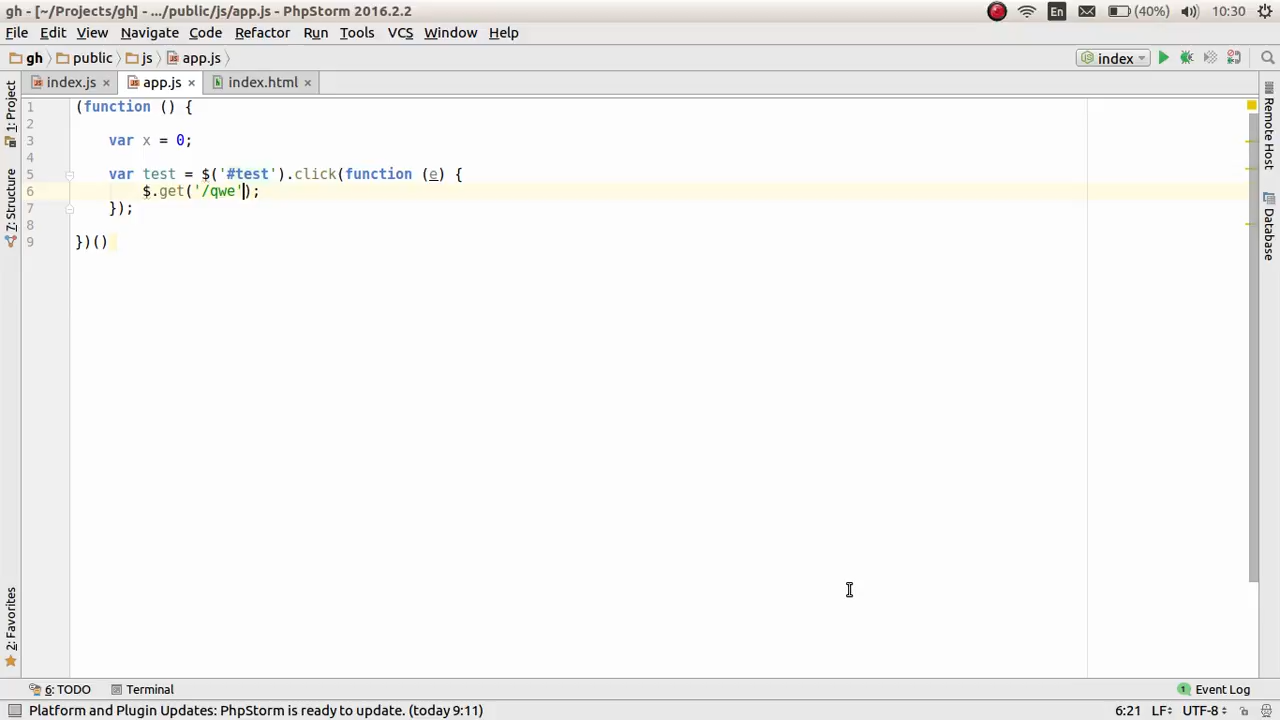 gh - [~/Projects/gh] - .../public/js/app.js - PhpStorm 2016.2.2
En
(40%)
10:30
File Edit View Navigate Code Refactor Run Tools VCS Window Help
gh public js app.js
index
index.js × app.js × index.html ×
1 (function () {
2
3 var x = 0;
4
5 var test = $('#test').click(function (e) {
6 $.get('/qwe');
7 });
8
9 })()
1: Project
7: Structure
2: Favorites
Remote Host
Database
6: TODO Terminal
1 Event Log
Platform and Plugin Updates: PhpStorm is ready to update. (today 9:11)
6:21 LF÷ UTF-8÷